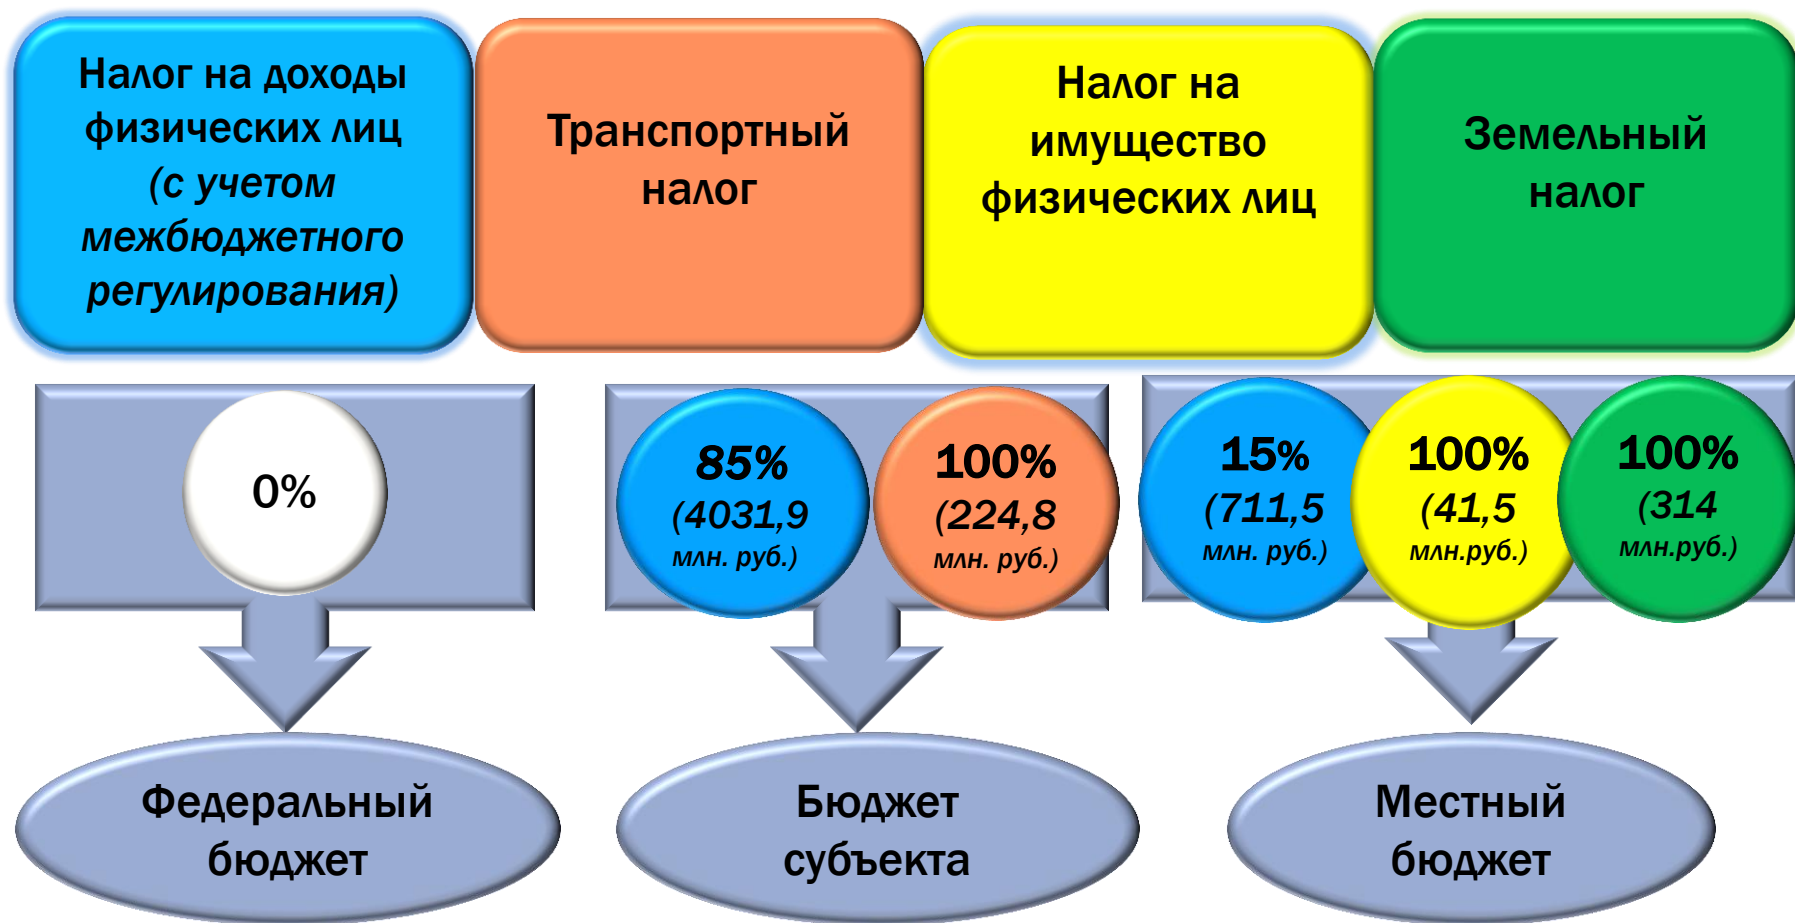 Налог на доходы
физических лиц
(с учетом
межбюджетного
регулирования)
Транспортный
налог
Налог на
имущество
физических лиц
Земельный
налог
0%
85%
(4031,9
млн. руб.)
100%
(224,8
млн. руб.)
15%
(711,5
млн. руб.)
100%
(41,5
млн.руб.)
100%
(314
млн.руб.)
Федеральный
бюджет
Бюджет
субъекта
Местный
бюджет